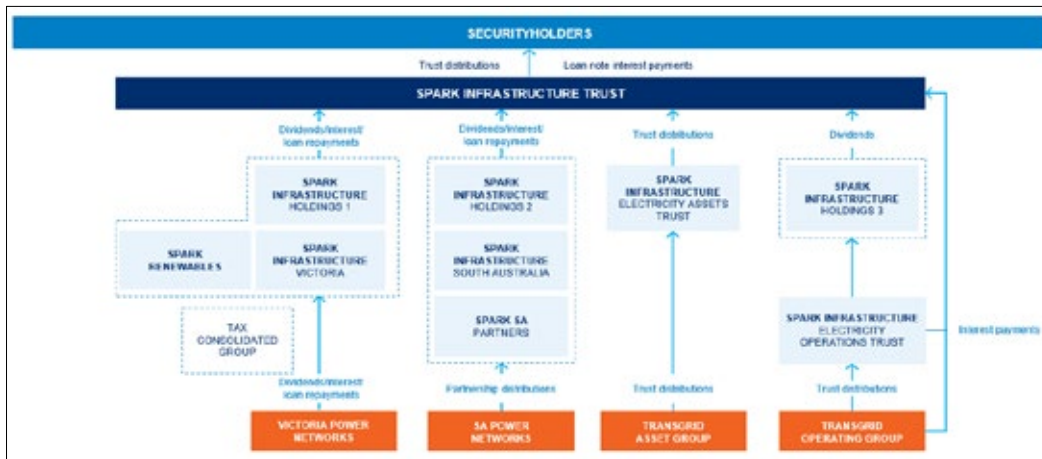 SECURITYHOLDERS
Trust distributions
Loan note interest payments
SPARK INFRASTRUCTURE TRUST
Dividends/interest/
loan repayments
Dividends/interest/
loan repayments
Trust distributions
Dividends
SPARK
INFRASTRUCTURE
HOLDINGS 1
SPARK
INFRASTRUCTURE
HOLDINGS 2
SPARK
INFRASTRUCTURE
ELECTRICITY ASSETS
TRUST
SPARK
INFRASTRUCTURE
HOLDINGS 3
SPARK
RENEWABLES
SPARK
INFRASTRUCTURE
VICTORIA
SPARK
INFRASTRUCTURE
SOUTH AUSTRALIA
TAX
CONSOLIDATED
GROUP
SPARK SA
PARTNERS
SPARK INFRASTRUCTURE
ELECTRICITY
OPERATIONS TRUST
Interest payments
Dividends/interest/
loan repayments
Partnership distributions
Trust distributions
Trust distributions
VICTORIA POWER
NETWORKS
SA POWER
NETWORKS
TRANSGRID
ASSET GROUP
TRANSGRID
OPERATING GROUP